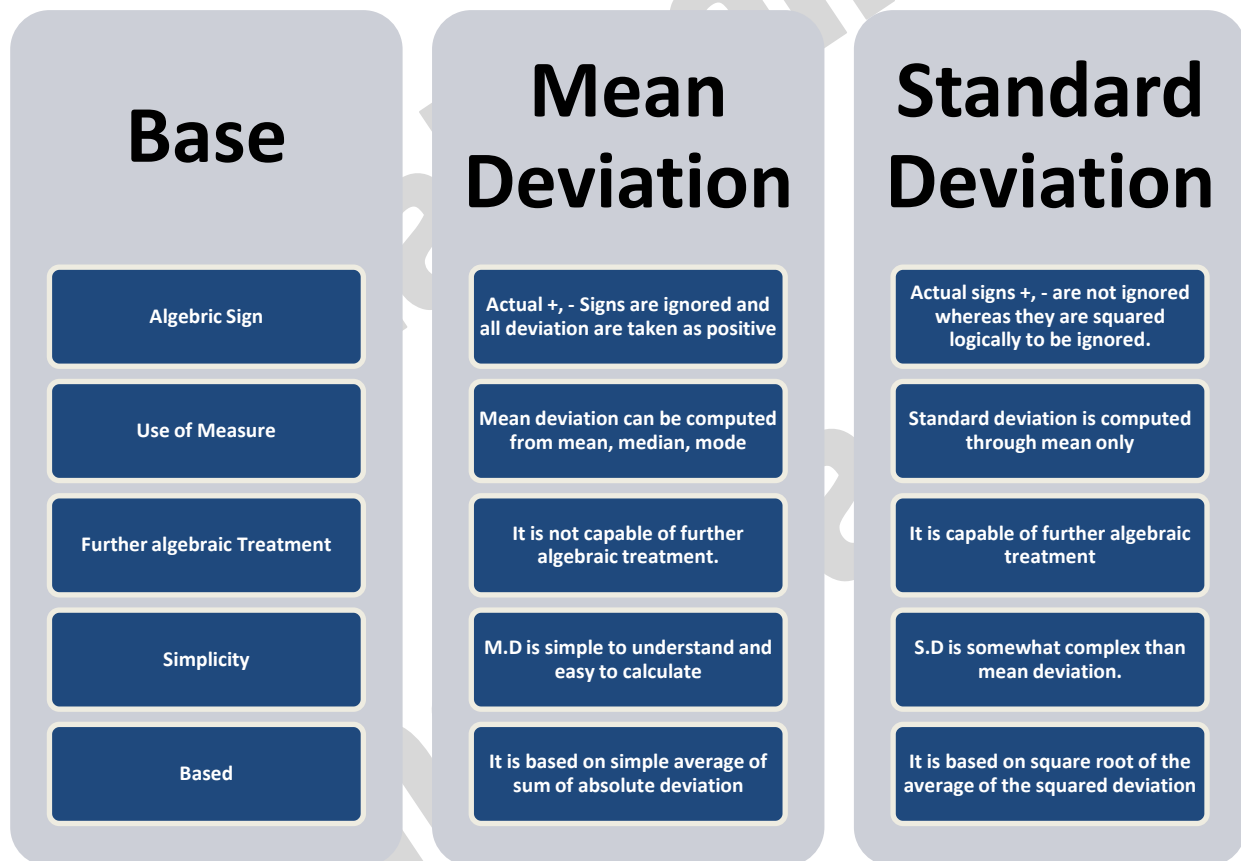 Base
Algebric Sign
Use of Measure
Further algebraic Treatment
Simplicity
Based
Mean
Deviation
Actual +, - Signs are ignored and
all deviation are taken as positive
Mean deviation can be computed
from mean, median, mode
It is not capable of further
algebraic treatment.
M.D is simple to understand and
easy to calculate
It is based on simple average of
sum of absolute deviation
Standard
Deviation
Actual signs +, - are not ignored
whereas they are squared
logically to be ignored.
Standard deviation is computed
through mean only
It is capable of further algebraic
treatment
S.D is somewhat complex than
mean deviation.
It is based on square root of the
average of the squared deviation